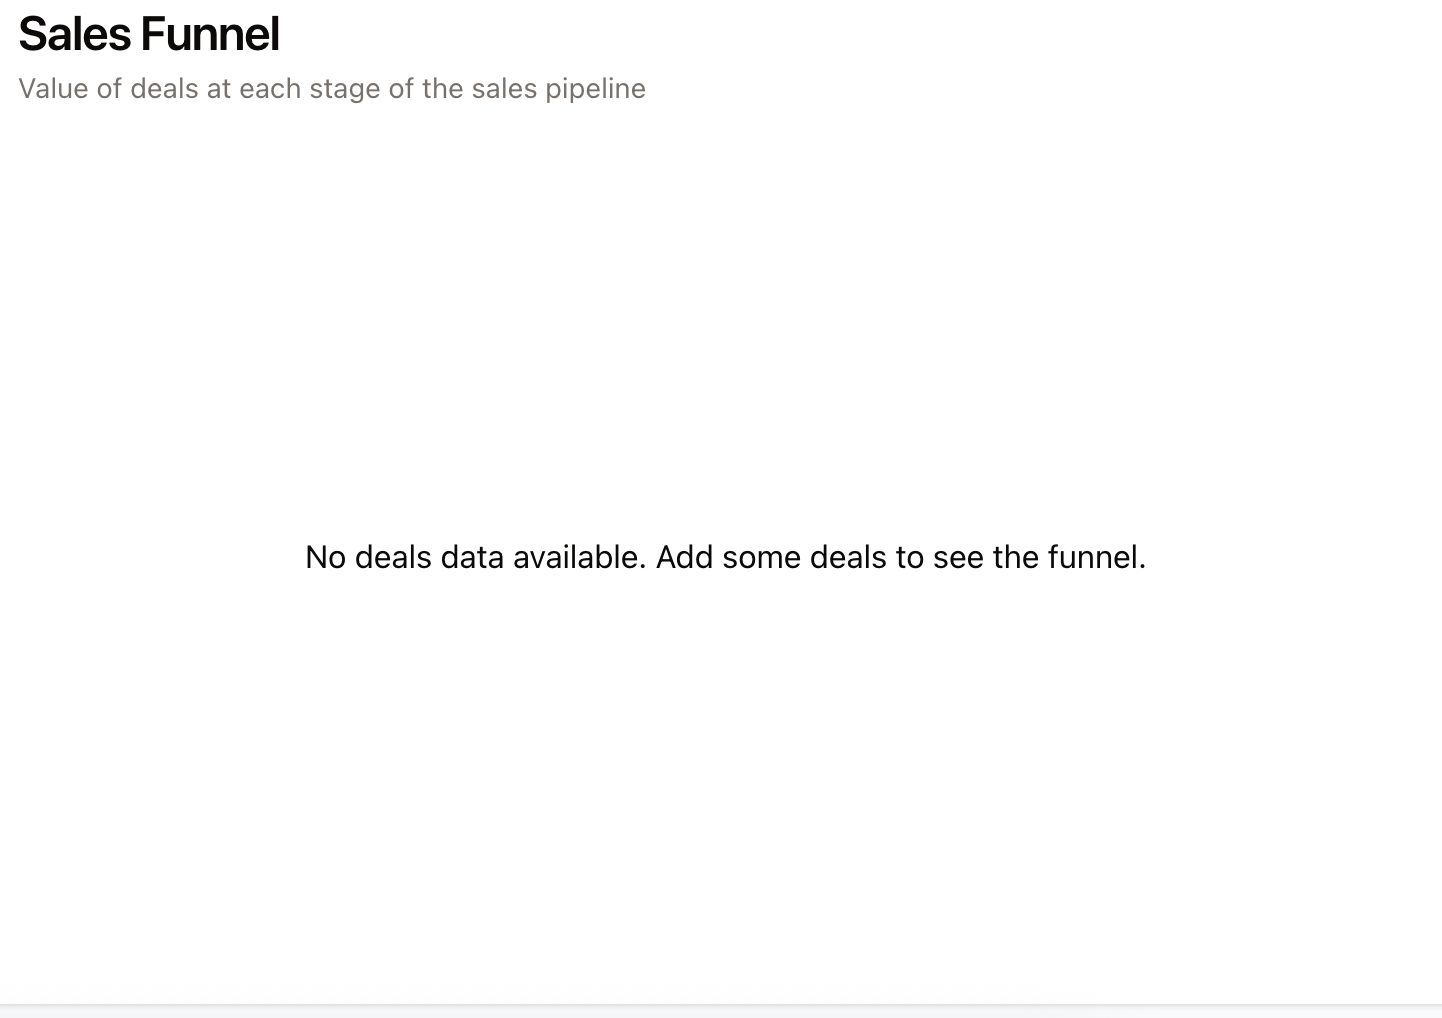 Sales Funnel
Value of deals at each stage of the sales pipeline
No deals data available. Add some deals to see the funnel.